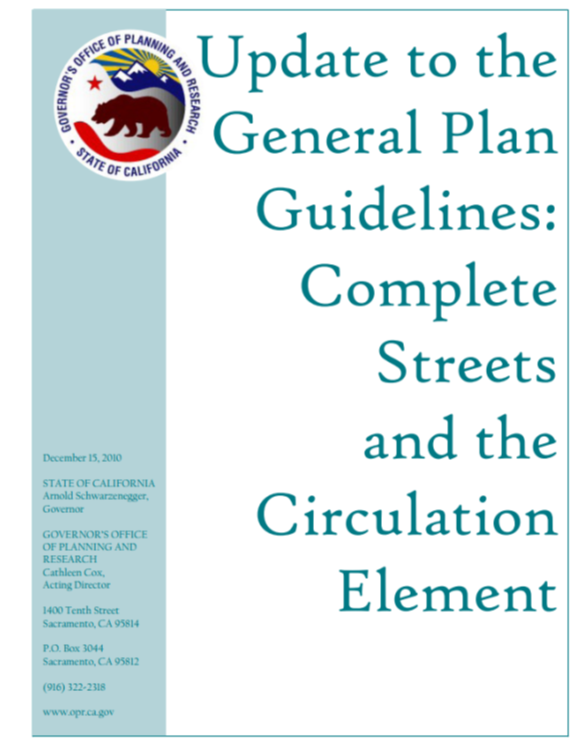 GOVERNOR'S OFFICE OF PLANNING AND RESEARCH
• STATE OF CALIFORNIA •
Update to the
General Plan
Guidelines:
Complete
Streets
and the
Circulation
Element
December 15, 2010
STATE OF CALIFORNIA
Arnold Schwarzenegger,
Governor
GOVERNOR'S OFFICE
OF PLANNING AND
RESEARCH
Cathleen Cox,
Acting Director
1400 Tenth Street
Sacramento, CA 95814
P.O. Box 3044
Sacramento, CA 95812
(916) 322-2318
www.opr.ca.gov